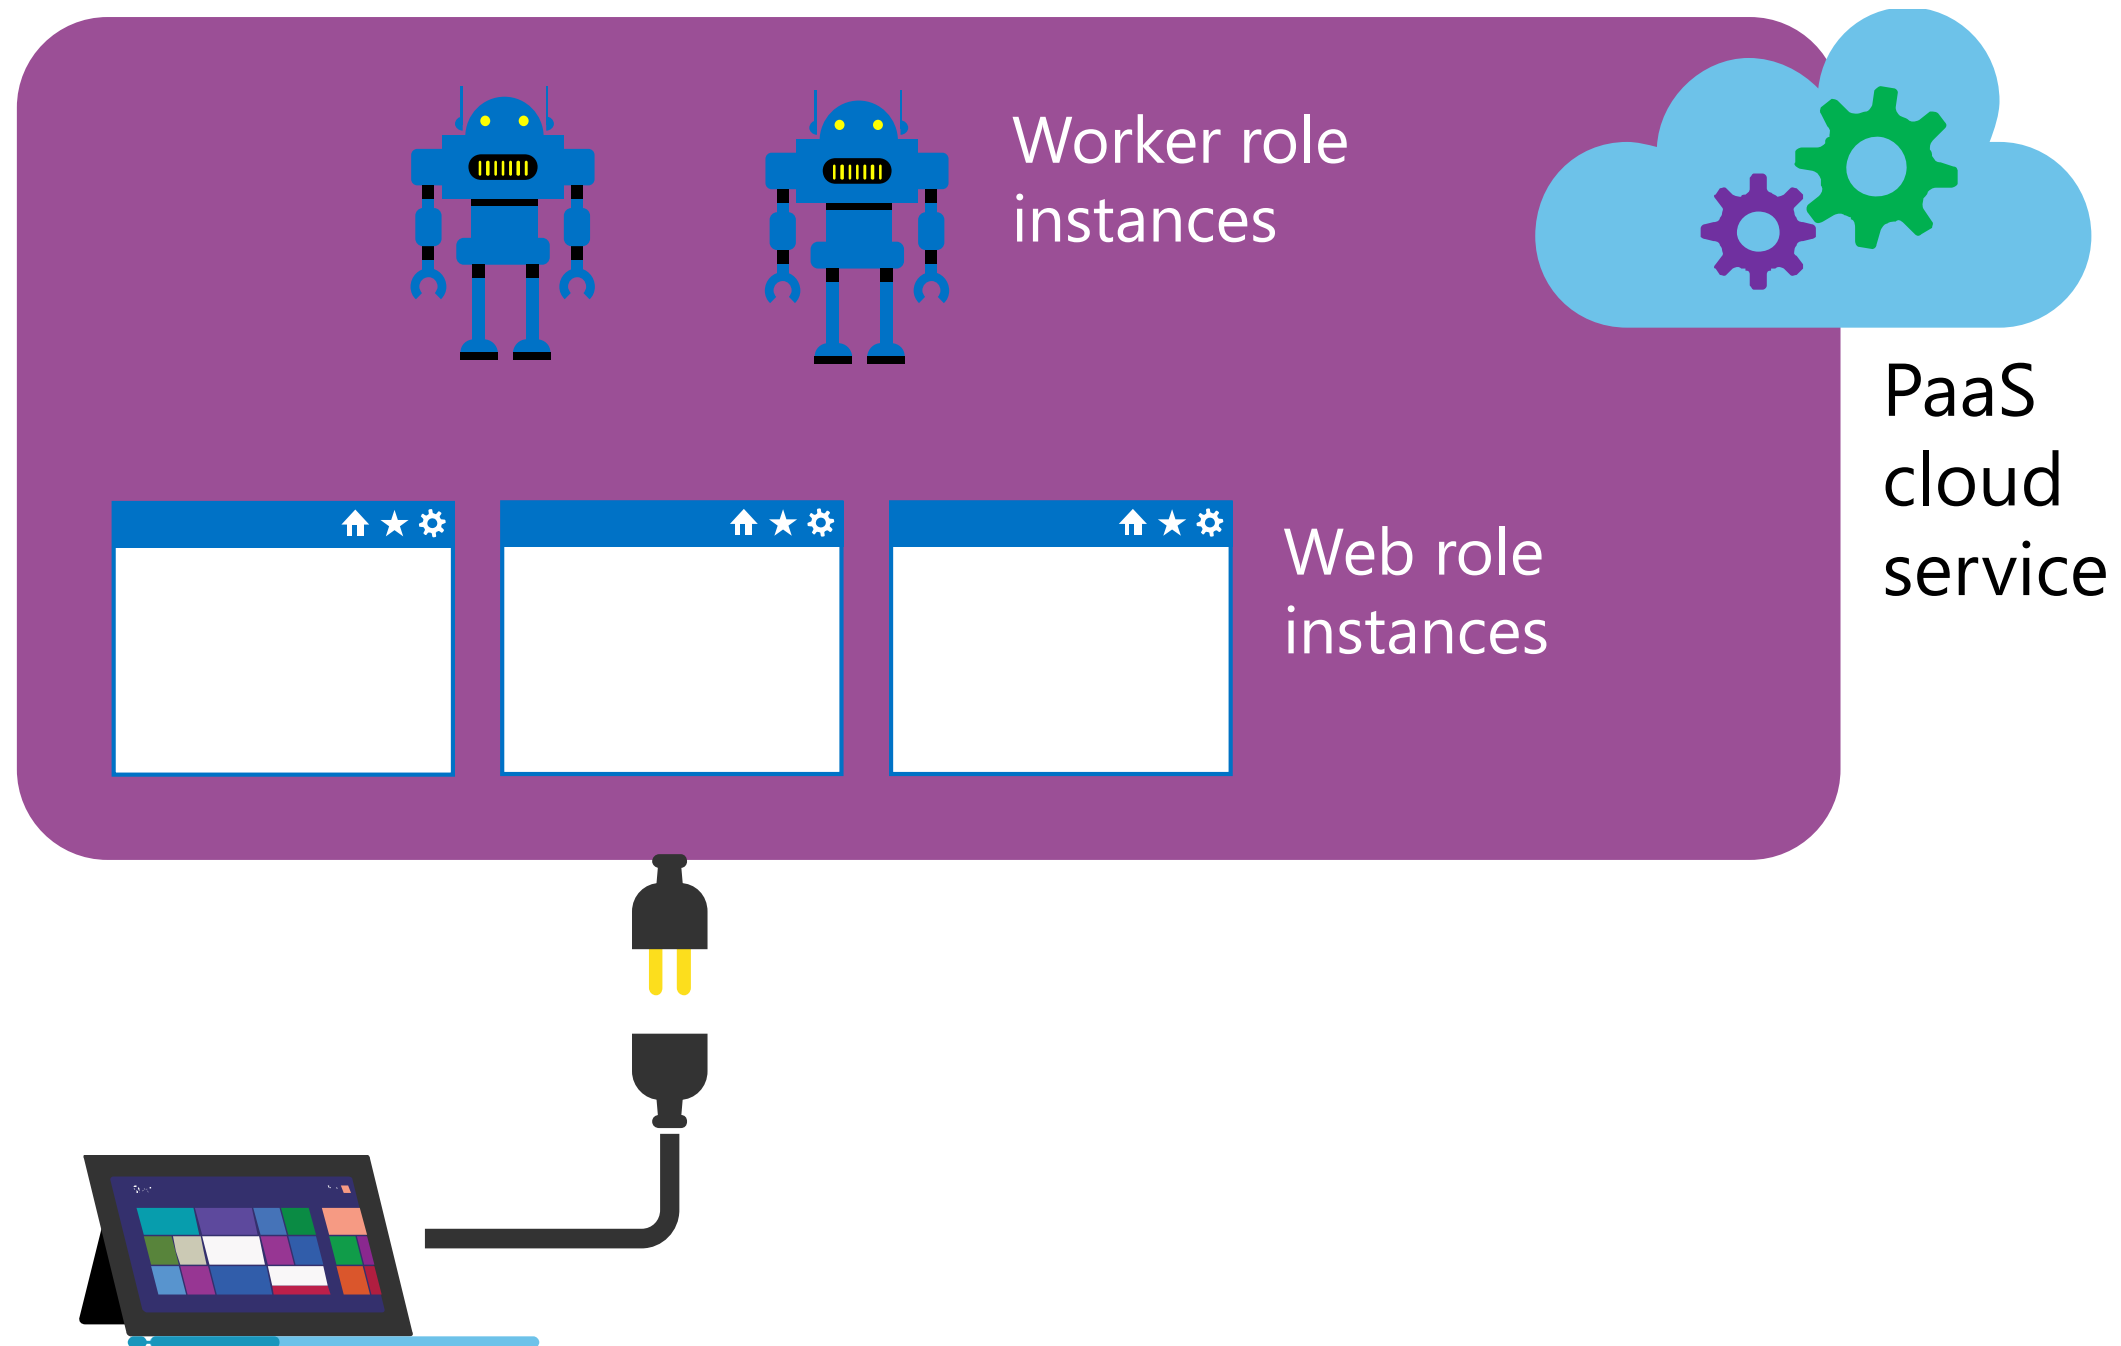 Worker role
instances
PaaS
cloud
service
Web role
instances